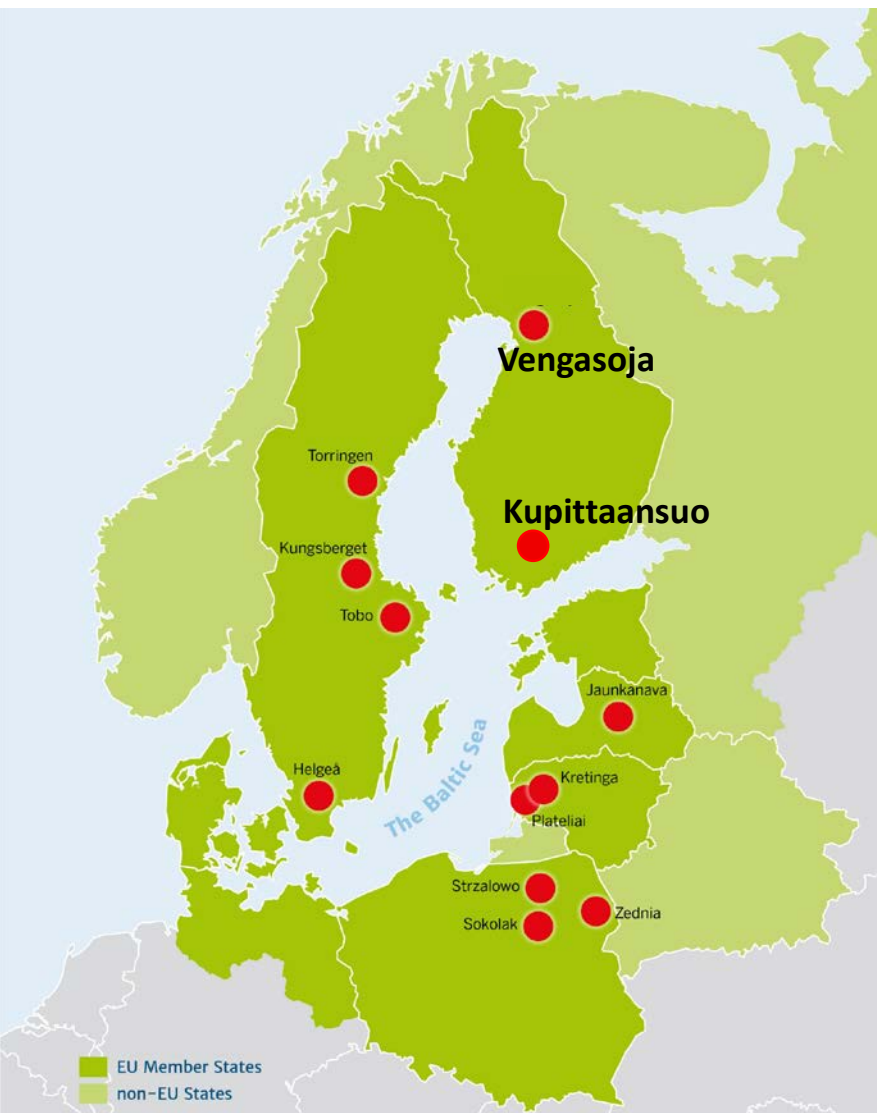 Vengasoja
Torringen
Kupittaansuo
Kungsberget
Tobo
Jaunkanava
The Baltic Sea
Helgeå
Kretinga
Plateliai
Strzalowo
Zednia
Sokolak
EU Member States
non-EU States